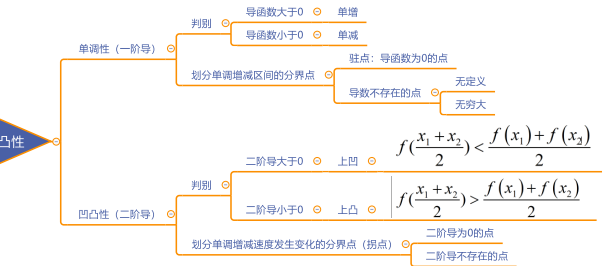 凸性
单调性（一阶导）
判别
导函数大于0
单增
导函数小于0
单减
划分单调增减区间的分界点
驻点：导函数为0的点
导数不存在的点
无定义
无穷大
凹凸性（二阶导）
判别
二阶导大于0
上凹
f((x₁+x₂)/2) < (f(x₁)+f(x₂))/2
二阶导小于0
上凸
f((x₁+x₂)/2) > (f(x₁)+f(x₂))/2
划分单调增减速度发生变化的分界点（拐点）
二阶导为0的点
二阶导不存在的点